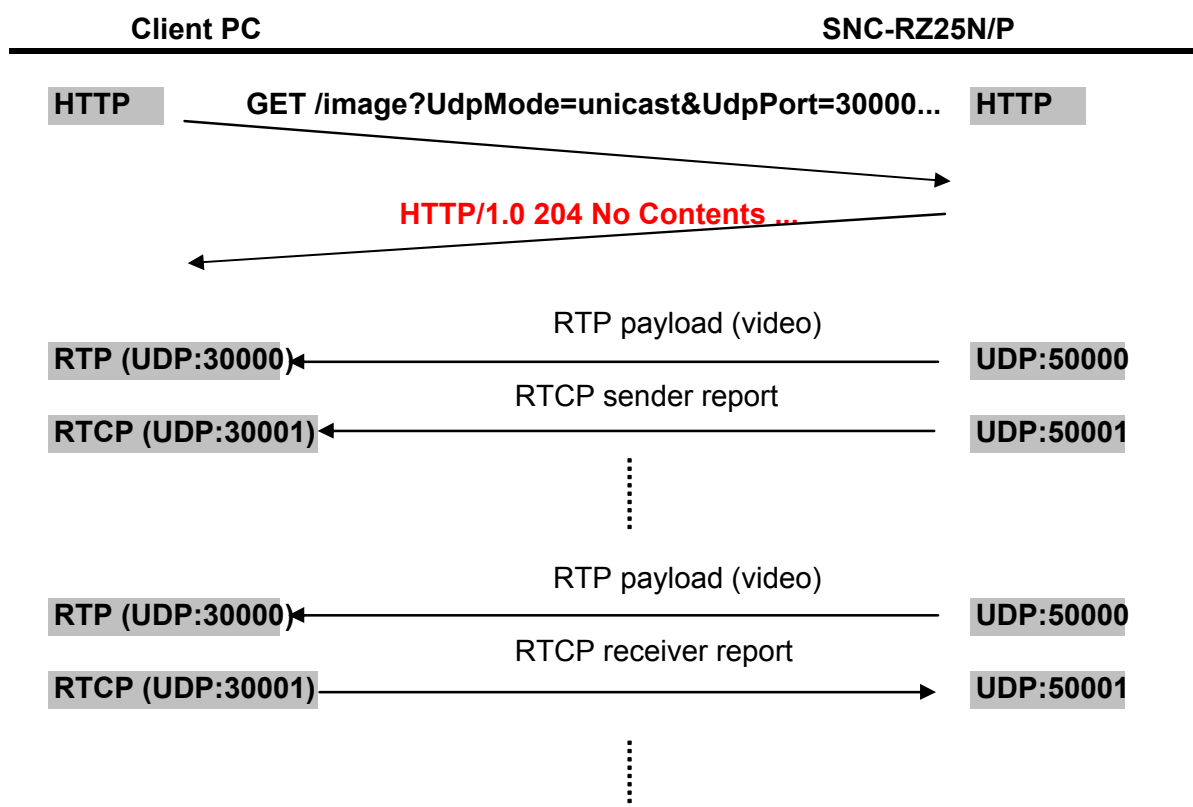 Client PC SNC-RZ25N/P
HTTP GET /image?UdpMode=unicast&UdpPort=30000... HTTP
HTTP/1.0 204 No Contents ...
RTP payload (video)
RTP (UDP:30000) UDP:50000
RTCP sender report
RTCP (UDP:30001) UDP:50001
RTP payload (video)
RTP (UDP:30000) UDP:50000
RTCP receiver report
RTCP (UDP:30001) UDP:50001